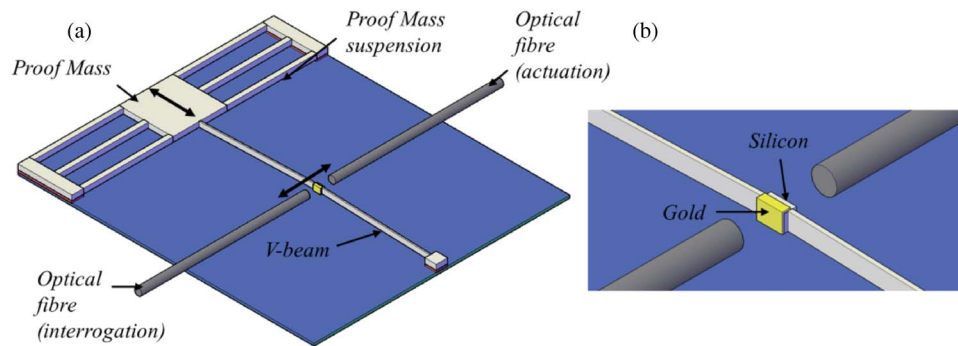 (a)
Proof Mass
Proof Mass
suspension
Optical
fibre
(actuation)
V-beam
Optical
fibre
(interrogation)
(b)
Silicon
Gold